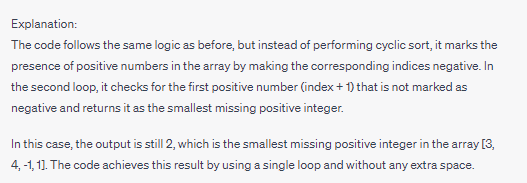 Explanation:
The code follows the same logic as before, but instead of performing cyclic sort, it marks the
presence of positive numbers in the array by making the corresponding indices negative. In
the second loop, it checks for the first positive number (index + 1) that is not marked as
negative and returns it as the smallest missing positive integer.
In this case, the output is still 2, which is the smallest missing positive integer in the array [3,
4, -1, 1]. The code achieves this result by using a single loop and without any extra space.